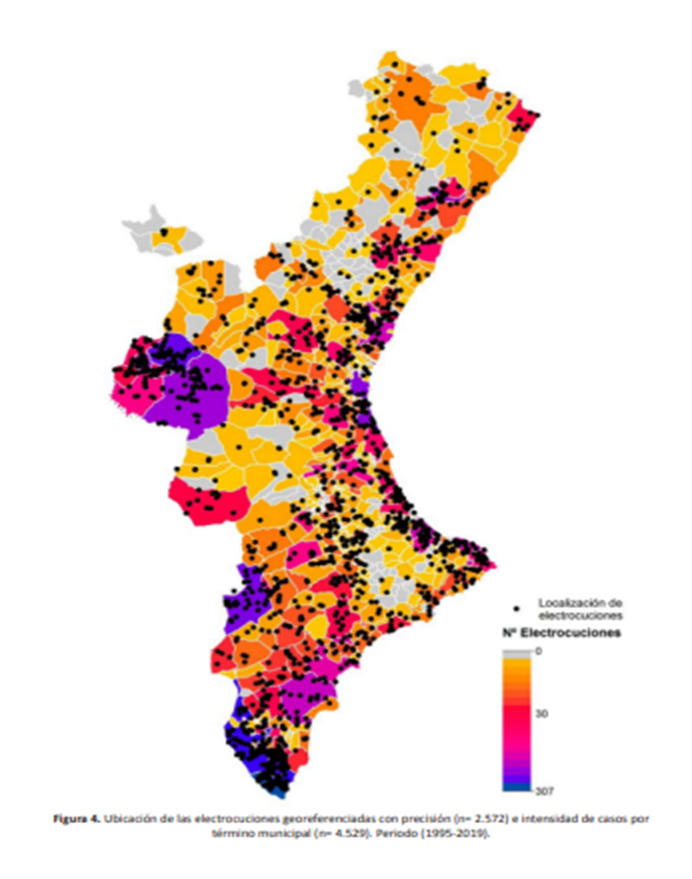 Localización de
electrocuciones
Nº Electrocuciones
0
30
307
Figura 4. Ubicación de las electrocuciones georeferenciadas con precisión (n= 2.572) e intensidad de casos por
término municipal (n= 4.529). Periodo (1995-2019).